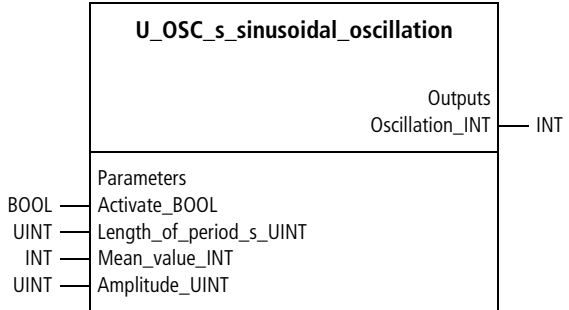 U_OSC_s_sinusoidal_oscillation
Outputs
Oscillation_INT INT
Parameters
BOOL Activate_BOOL
UINT Length_of_period_s_UINT
INT Mean_value_INT
UINT Amplitude_UINT